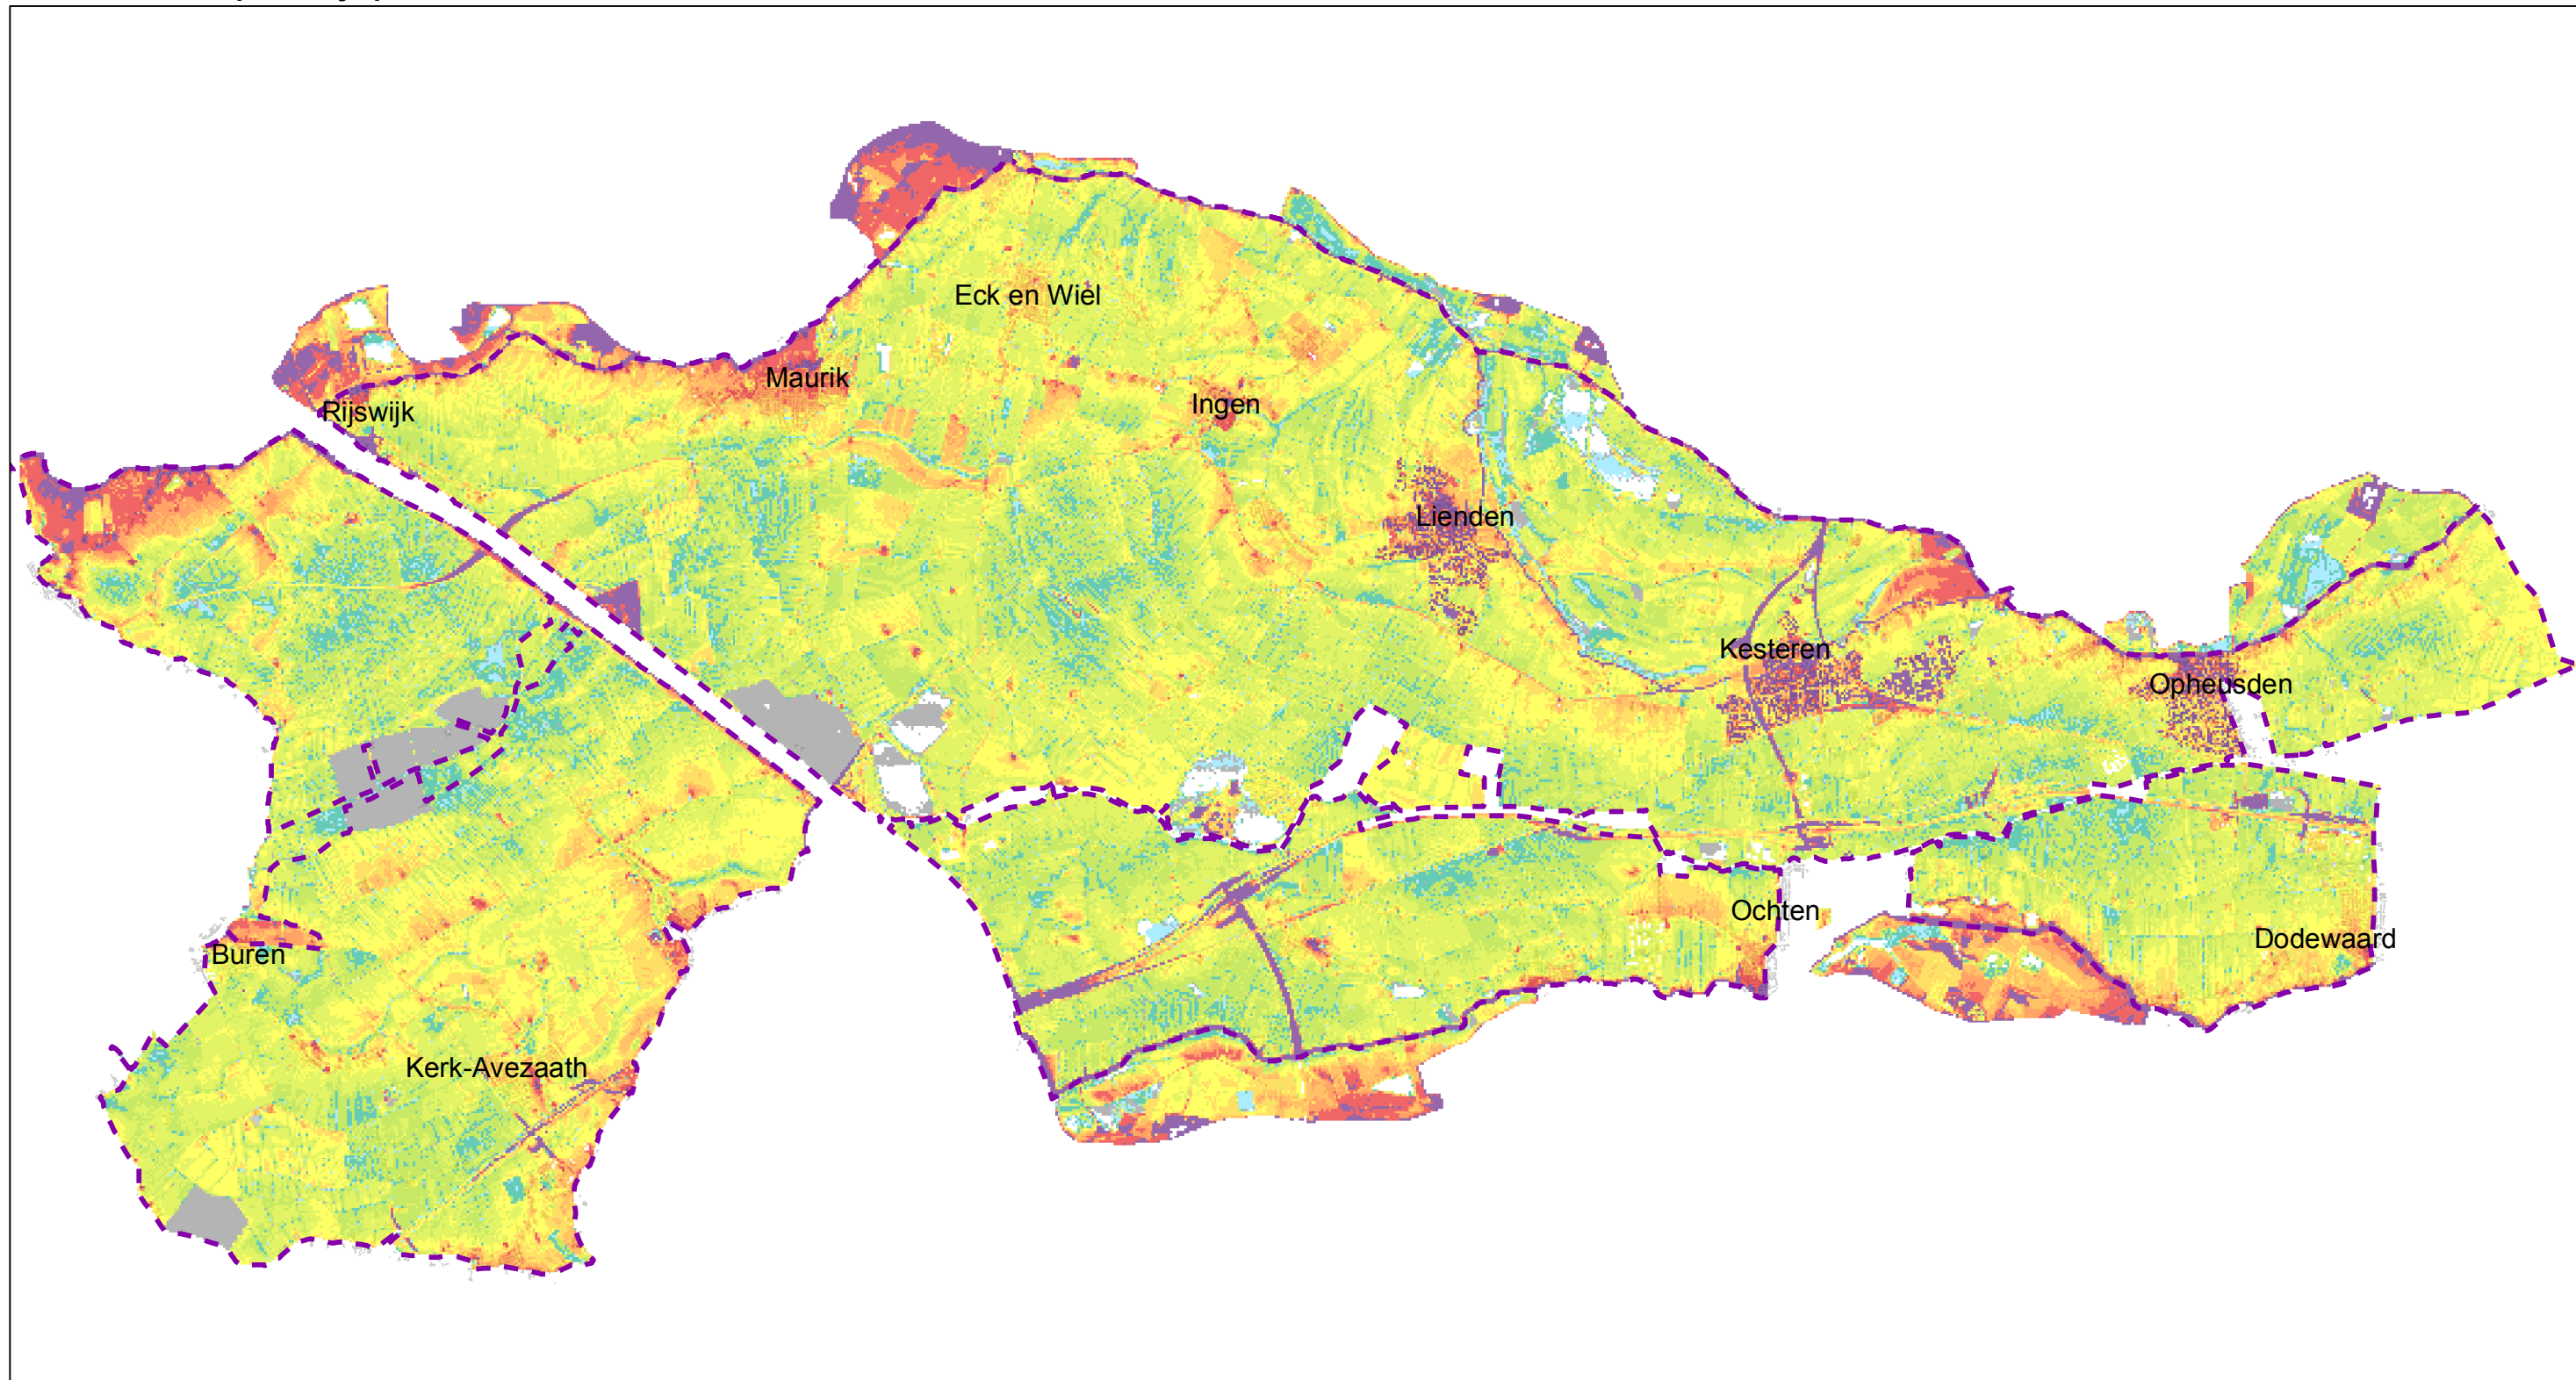 Eck en Wiel
Maurik
Rijswijk
Ingen
Lienden
Kesteren
Opheusden
Ochten
Dodewaard
Buren
Kerk-Avezaath